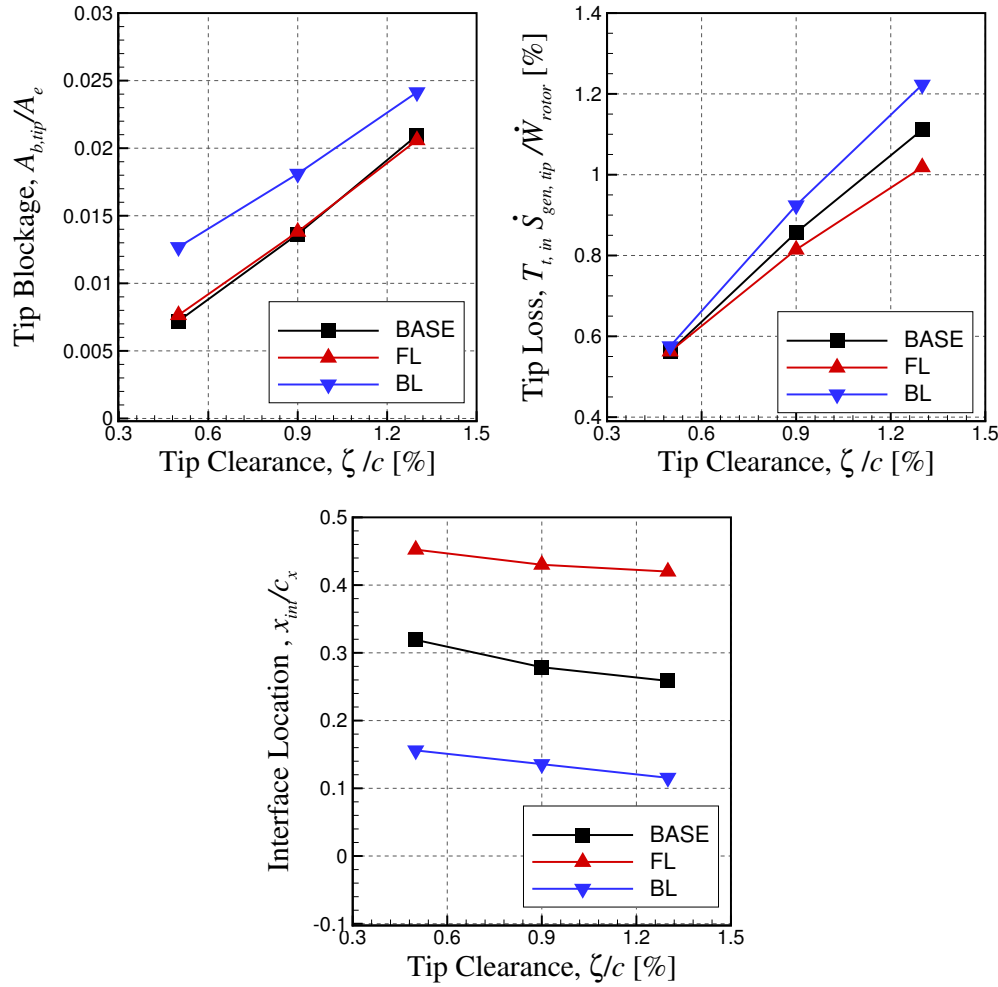 Tip Blockage, A_{b,tip}/A_e
0.03
0.025
0.02
0.015
0.01
0.005
0
0.3 0.6 0.9 1.2 1.5
Tip Clearance, ζ /c [%]
BASE
FL
BL
Tip Loss, T_{t, in} Ṡ_{gen, tip} /Ẇ_{rotor} [%]
1.4
1.2
1
0.8
0.6
0.4
0.3 0.6 0.9 1.2 1.5
Tip Clearance, ζ /c [%]
BASE
FL
BL
Interface Location , x_{int}/c_x
0.5
0.4
0.3
0.2
0.1
0
-0.1
0.3 0.6 0.9 1.2 1.5
Tip Clearance, ζ/c [%]
BASE
FL
BL